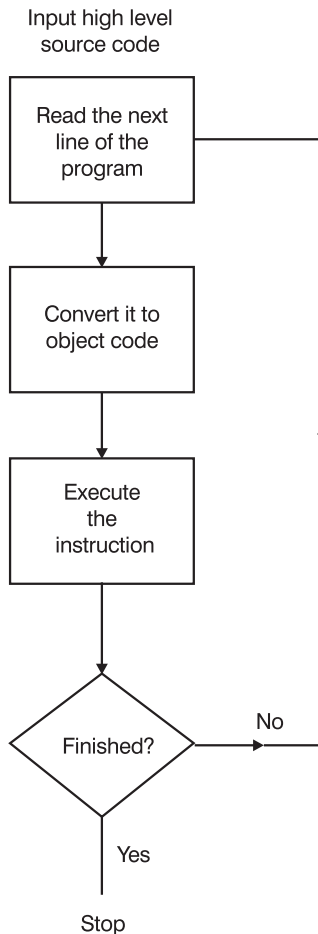 Input high level
source code
Read the next
line of the
program
Convert it to
object code
Execute
the
instruction
Finished?
No
Yes
Stop